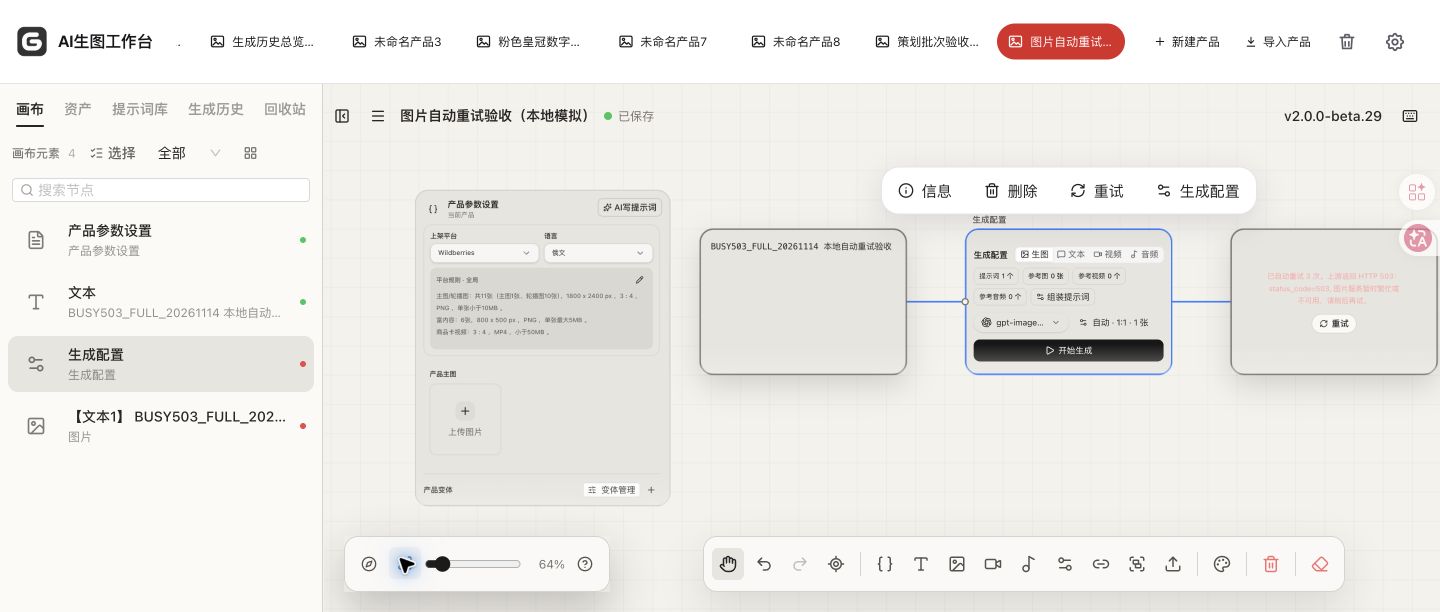 AI生图工作台
生成历史总览...
未命名产品3
粉色皇冠数字...
未命名产品7
未命名产品8
策划批次验收...
图片自动重试...
新建产品
导入产品
画布
资产
提示词库
生成历史
回收站
画布元素 4
选择
全部
搜索节点
产品参数设置
产品参数设置
文本
BUSY503_FULL_20261114 本地自动...
生成配置
生成配置
【文本1】 BUSY503_FULL_202...
图片
图片自动重试验收（本地模拟）
已保存
v2.0.0-beta.29
信息
删除
重试
生成配置
产品参数设置
当前产品
AI写提示词
上架平台
语言
Wildberries
俄文
平台规则 · 全局
主图/轮播图：共11张（主图1张、轮播图10张），1800 x 2400 px ，3 : 4 ，
PNG ，单张小于10MB 。
富内容：6张，800 x 500 px ，PNG ，单张最大5MB 。
商品卡视频：3 : 4 ，MP4 ，小于50MB 。
产品主图
上传图片
产品变体
变体管理
BUSY503_FULL_20261114 本地自动重试验收
生成配置
生成配置
生图
文本
视频
音频
提示词 1 个
参考图 0 张
参考视频 0 个
参考音频 0 个
组装提示词
gpt-image...
自动 · 1:1 · 1 张
开始生成
已自动重试 3 次。上游返回 HTTP 503:
status_code=503, 图片服务暂时繁忙或
不可用，请稍后再试。
重试
64%